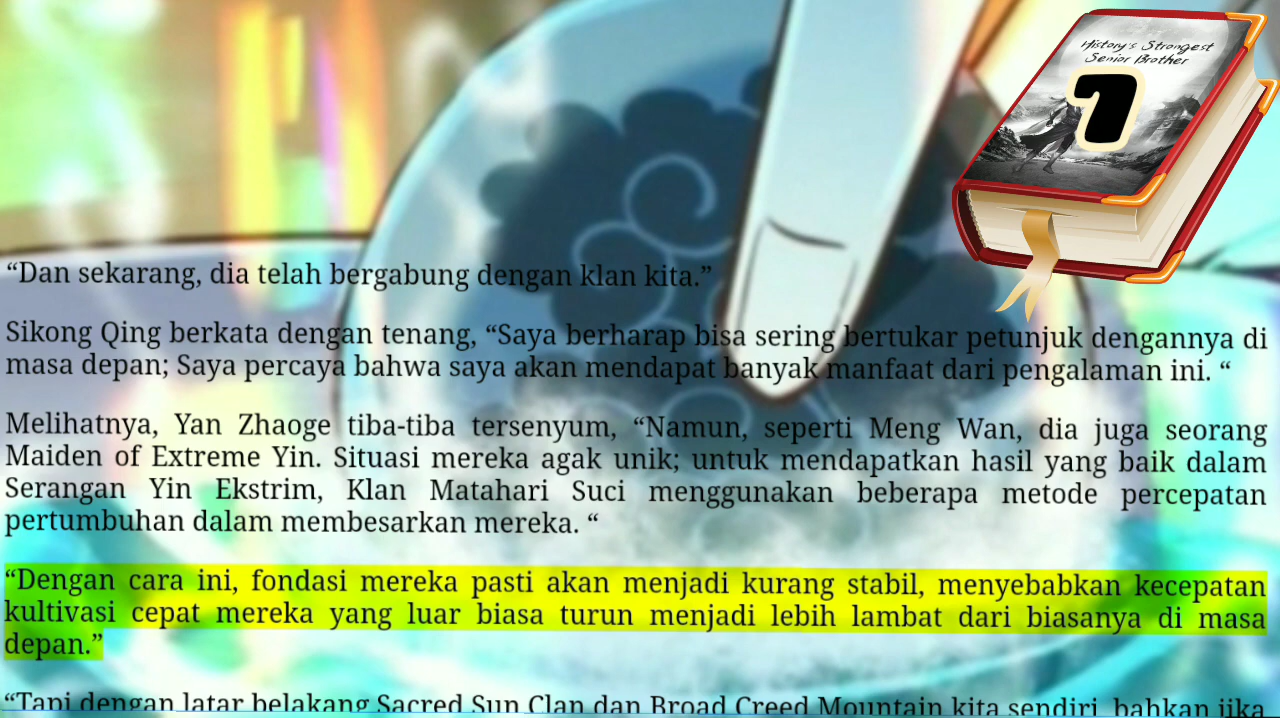 History's Strongest
Senior Brother
7
“Dan sekarang, dia telah bergabung dengan klan kita.”
Sikong Qing berkata dengan tenang, “Saya berharap bisa sering bertukar petunjuk dengannya di
masa depan; Saya percaya bahwa saya akan mendapat banyak manfaat dari pengalaman ini. “
Melihatnya, Yan Zhaoge tiba-tiba tersenyum, “Namun, seperti Meng Wan, dia juga seorang
Maiden of Extreme Yin. Situasi mereka agak unik; untuk mendapatkan hasil yang baik dalam
Serangan Yin Ekstrim, Klan Matahari Suci menggunakan beberapa metode percepatan
pertumbuhan dalam membesarkan mereka. “
“Dengan cara ini, fondasi mereka pasti akan menjadi kurang stabil, menyebabkan kecepatan
kultivasi cepat mereka yang luar biasa turun menjadi lebih lambat dari biasanya di masa
depan.”
“Tapi dengan latar belakang Sacred Sun Clan dan Broad Creed Mountain kita sendiri, bahkan jika